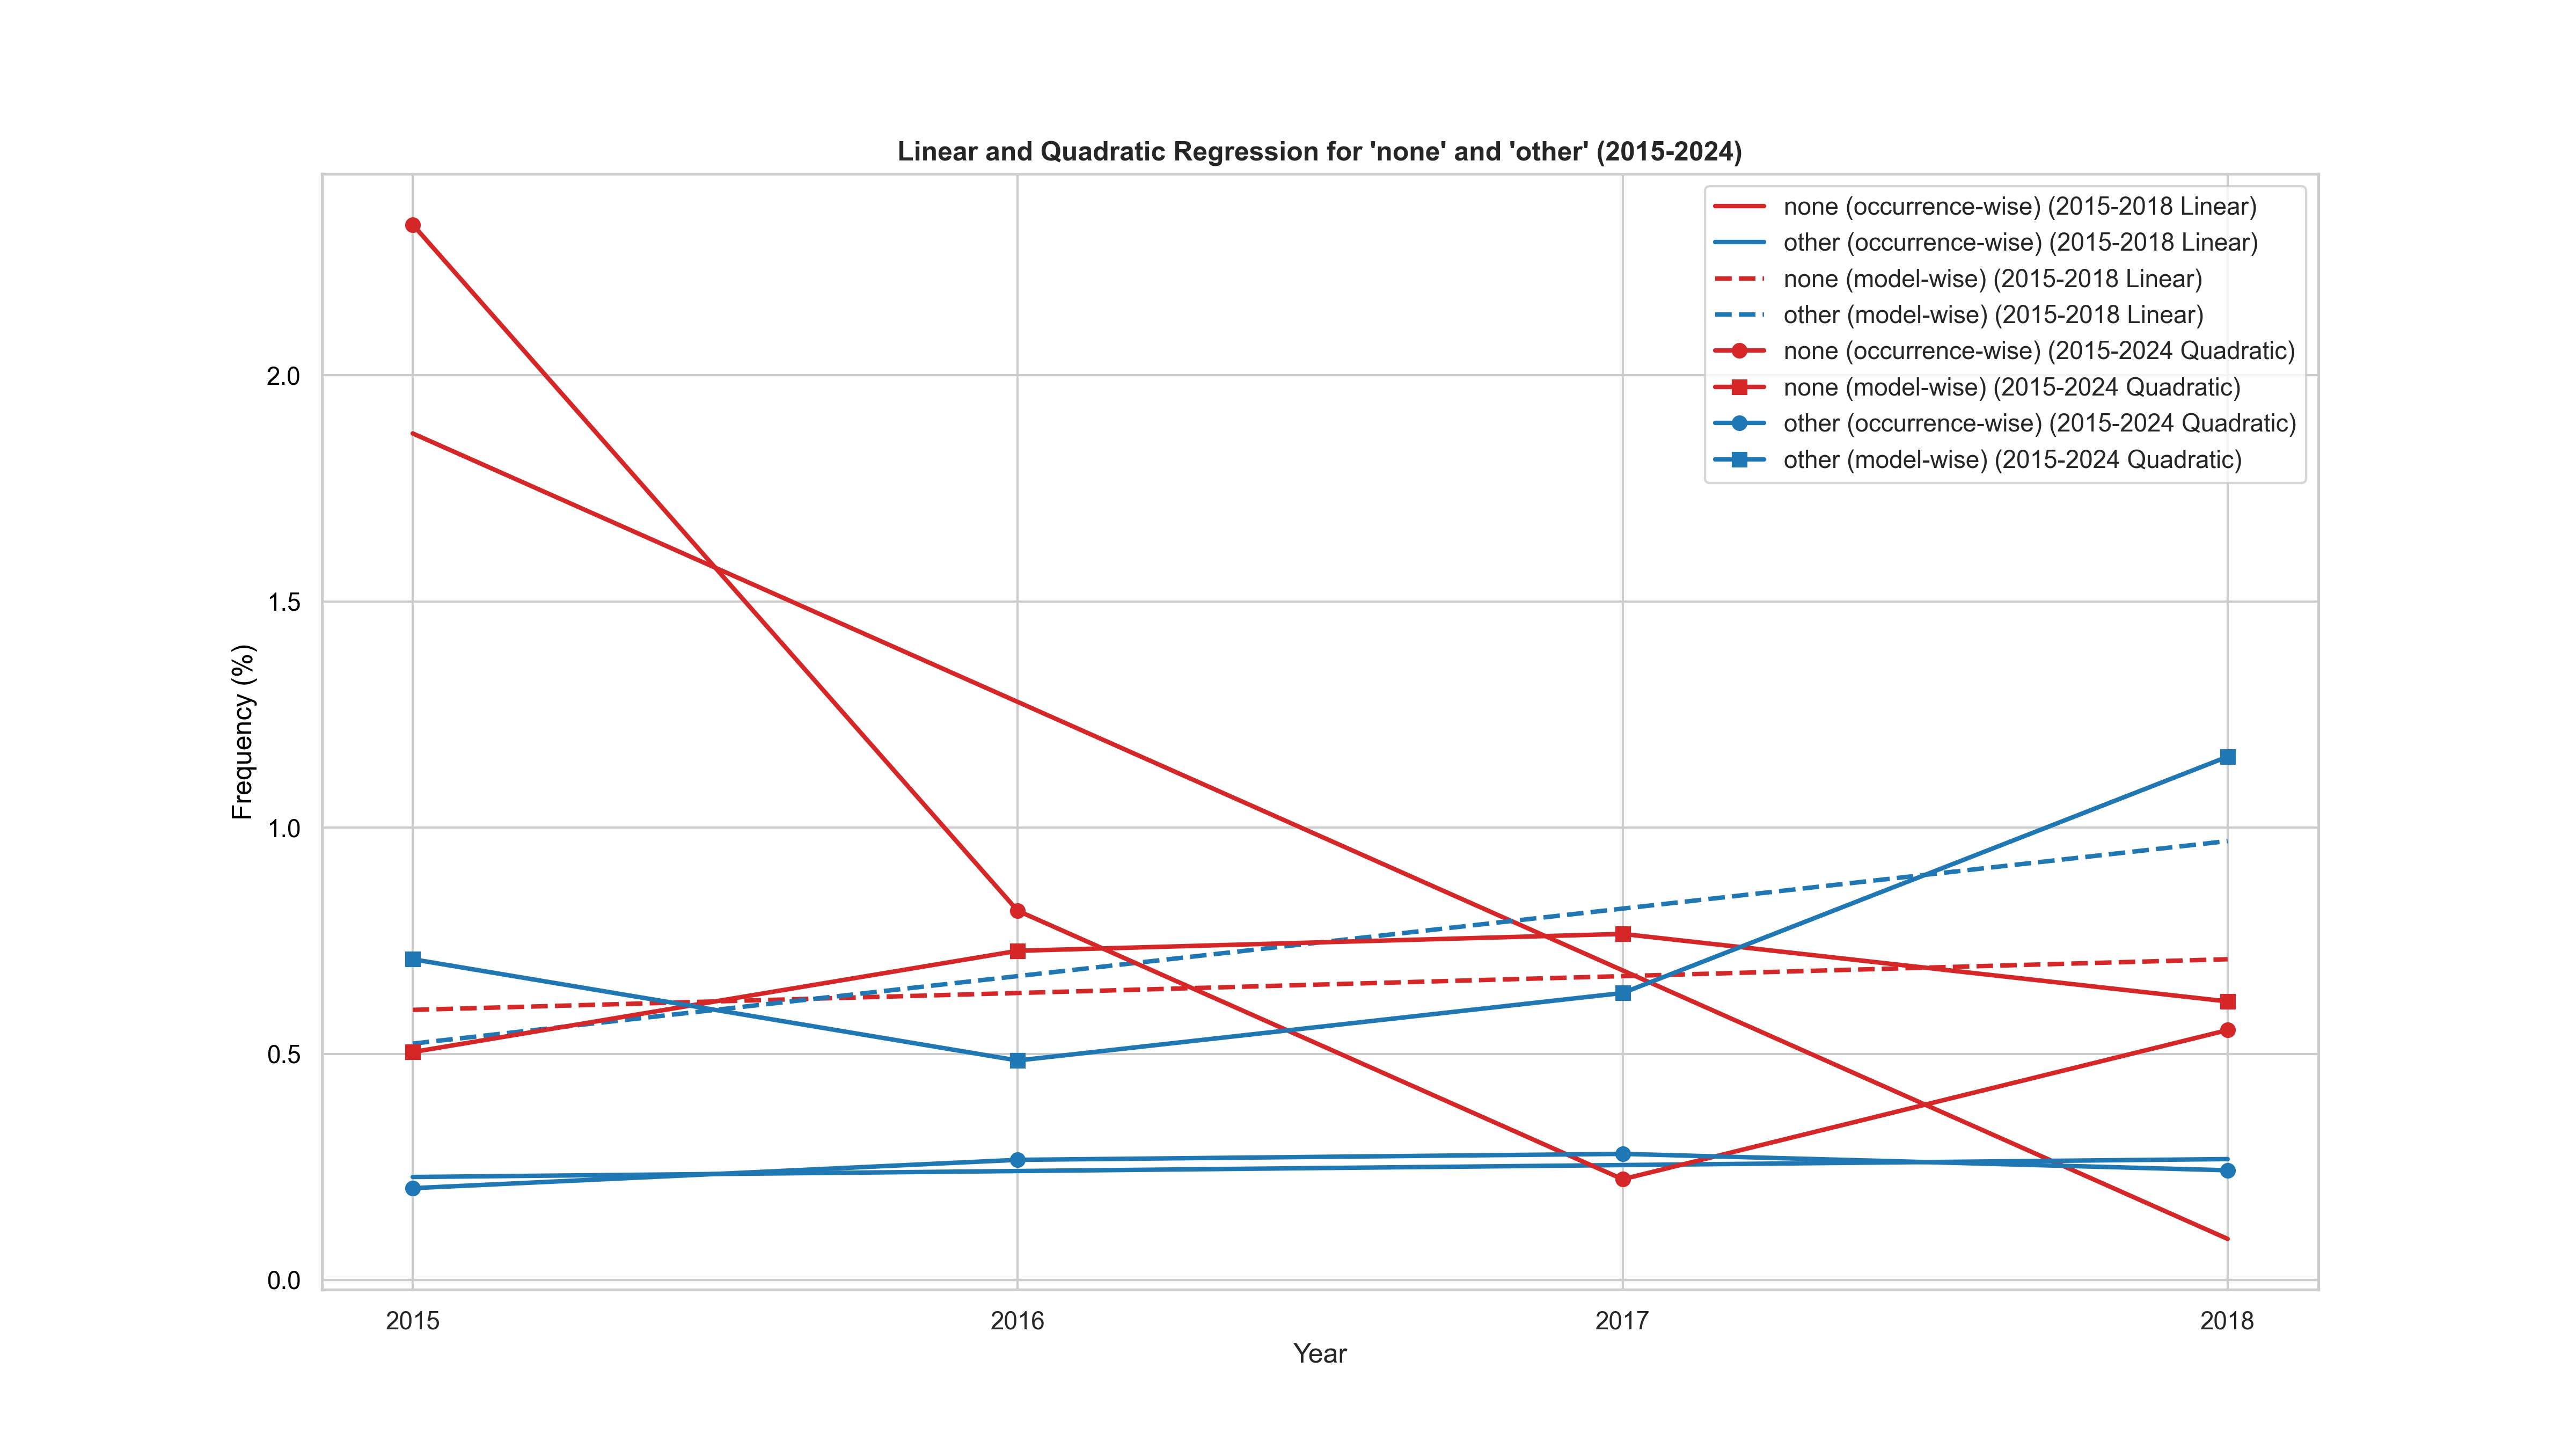 Linear and Quadratic Regression for 'none' and 'other' (2015-2024)
none (occurrence-wise) (2015-2018 Linear)
other (occurrence-wise) (2015-2018 Linear)
none (model-wise) (2015-2018 Linear)
other (model-wise) (2015-2018 Linear)
none (occurrence-wise) (2015-2024 Quadratic)
none (model-wise) (2015-2024 Quadratic)
other (occurrence-wise) (2015-2024 Quadratic)
other (model-wise) (2015-2024 Quadratic)
Frequency (%)
2.0
1.5
1.0
0.5
0.0
2015 2016 2017 2018
Year